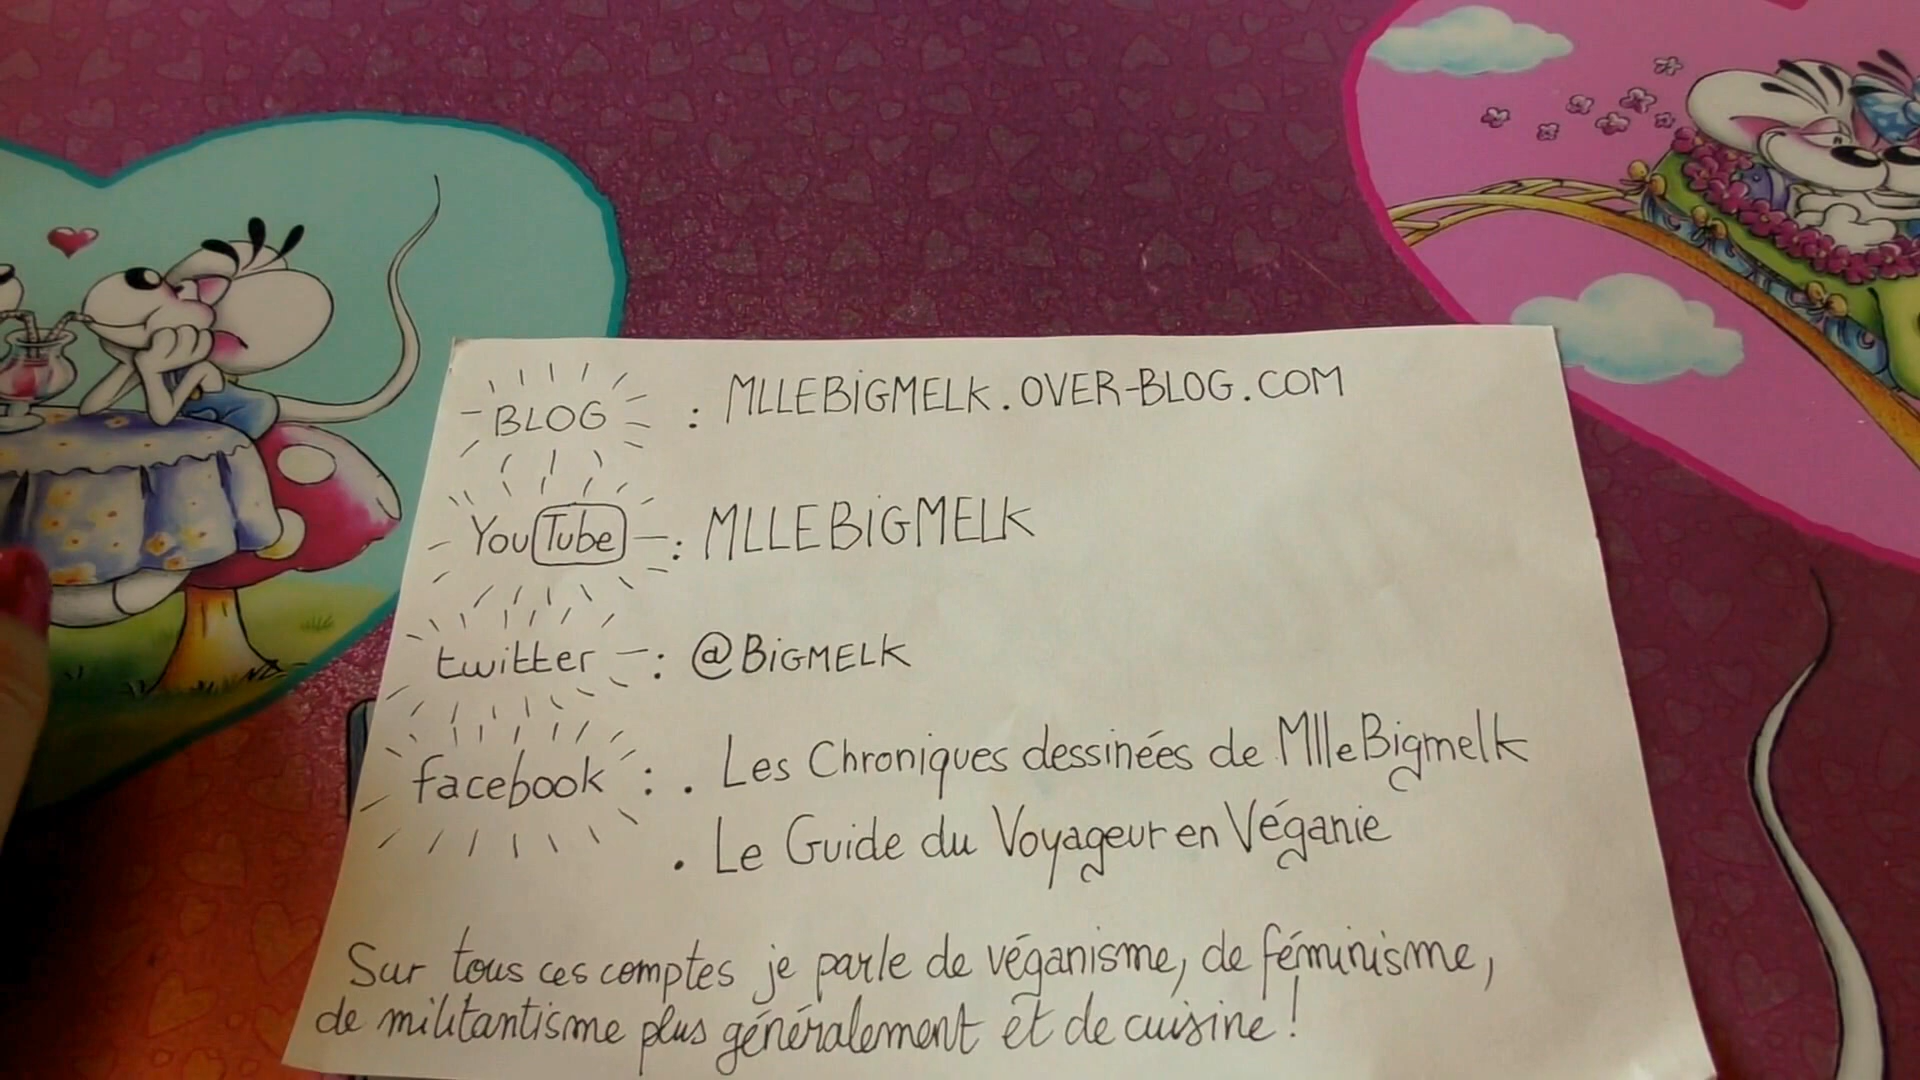 BLOG : MLLEBIGMELK.OVER-BLOG.COM
YouTube : MLLEBIGMELK
twitter : @BIGMELK
facebook : . Les Chroniques dessinées de MlleBigmelk
. Le Guide du Voyageur en Véganie
Sur tous ces comptes je parle de véganisme, de féminisme,
de militantisme plus généralement et de cuisine !